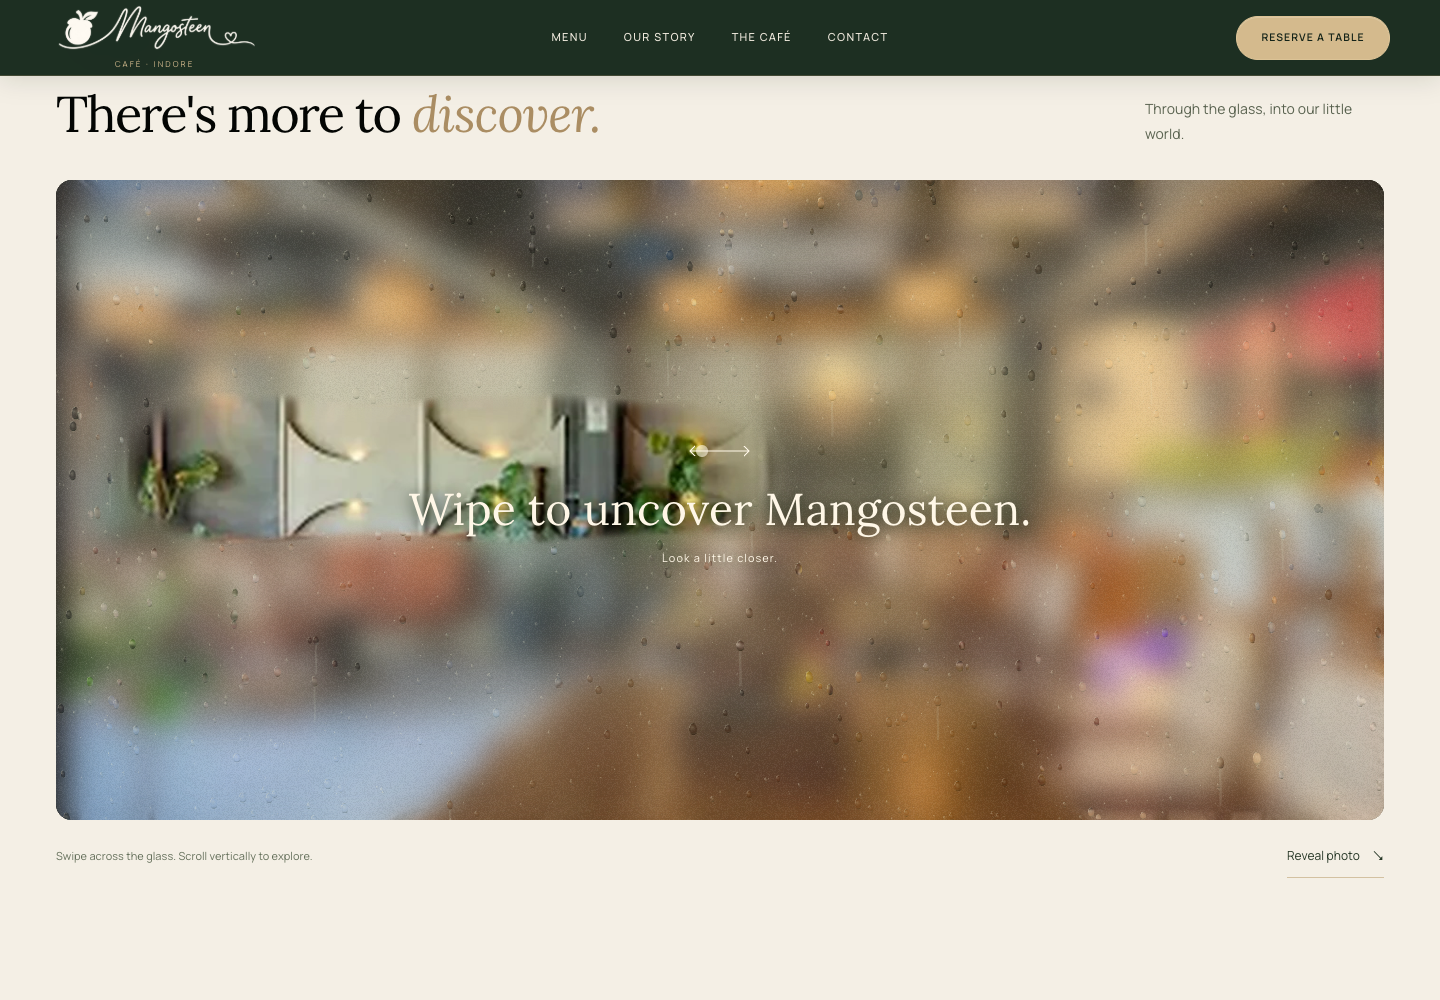 Mangosteen
CAFÉ · INDORE
MENU
OUR STORY
THE CAFÉ
CONTACT
RESERVE A TABLE
There's more to discover.
Through the glass, into our little
world.
Wipe to uncover Mangosteen.
Look a little closer.
Swipe across the glass. Scroll vertically to explore.
Reveal photo